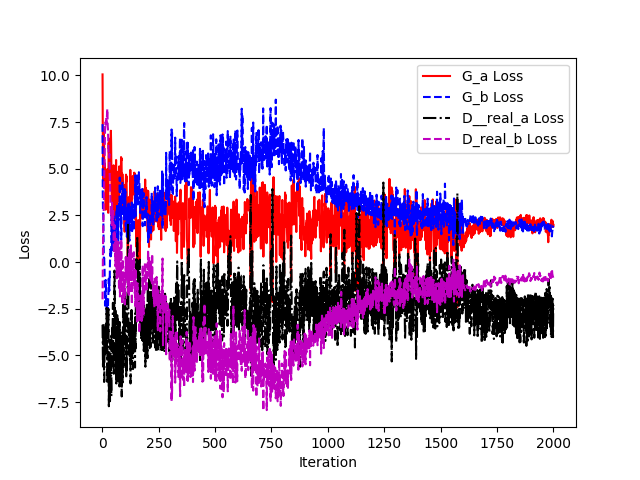 G_a Loss
G_b Loss
D__real_a Loss
D_real_b Loss
10.0
7.5
5.0
2.5
0.0
−2.5
−5.0
−7.5
Loss
0 250 500 750 1000 1250 1500 1750 2000
Iteration